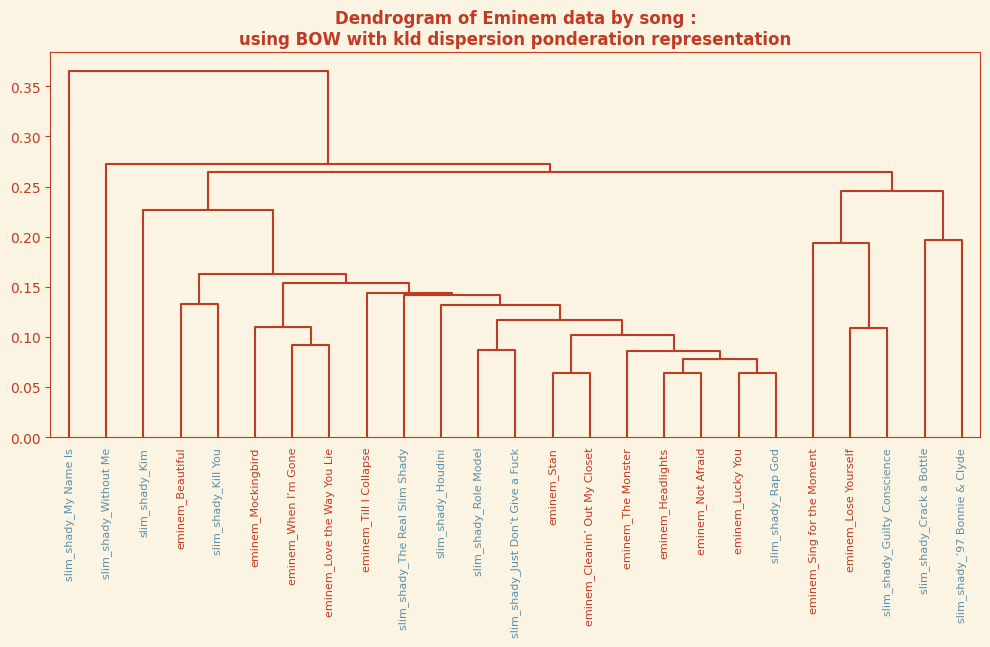 Dendrogram of Eminem data by song :
using BOW with kld dispersion ponderation representation
0.35
0.30
0.25
0.20
0.15
0.10
0.05
0.00
slim_shady_My Name Is
slim_shady_Without Me
slim_shady_Kim
eminem_Beautiful
slim_shady_Kill You
eminem_Mockingbird
eminem_When I'm Gone
eminem_Love the Way You Lie
eminem_Till I Collapse
slim_shady_The Real Slim Shady
slim_shady_Houdini
slim_shady_Role Model
slim_shady_Just Don't Give a Fuck
eminem_Stan
eminem_Cleanin' Out My Closet
eminem_The Monster
eminem_Headlights
eminem_Not Afraid
eminem_Lucky You
slim_shady_Rap God
eminem_Sing for the Moment
eminem_Lose Yourself
slim_shady_Guilty Conscience
slim_shady_Crack a Bottle
slim_shady_'97 Bonnie & Clyde